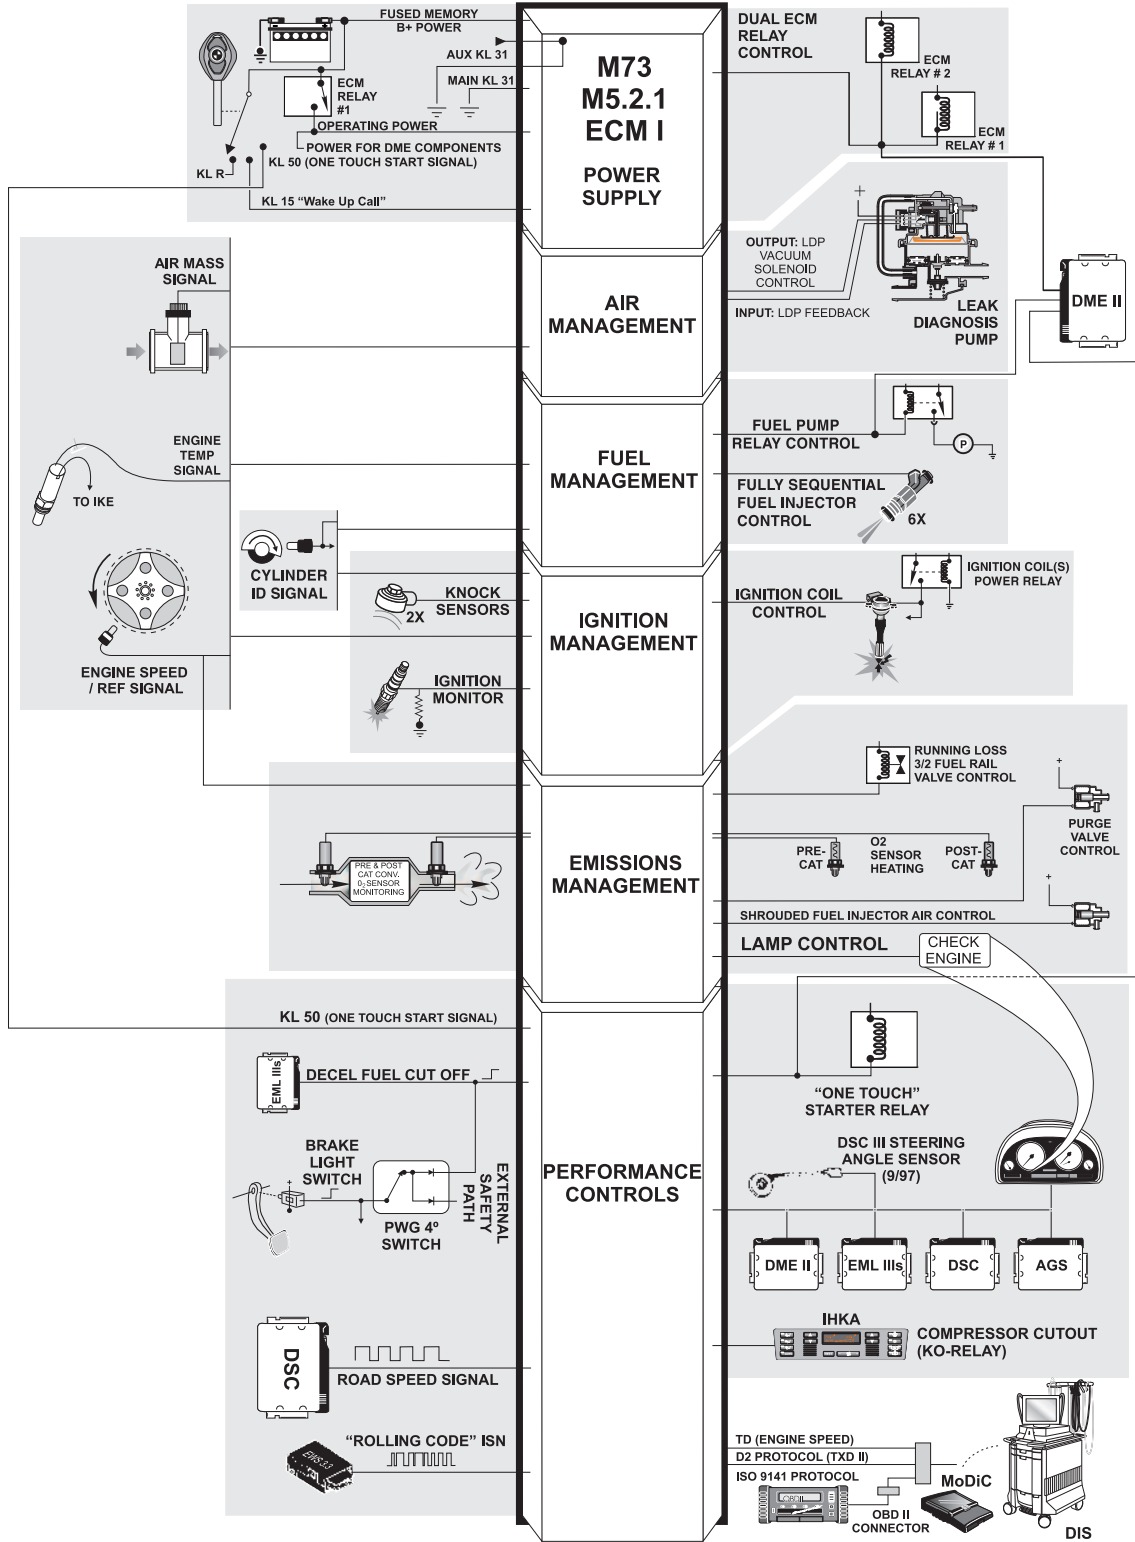 FUSED MEMORY
B+ POWER
AUX KL 31
MAIN KL 31
ECM
RELAY
#1
OPERATING POWER
POWER FOR DME COMPONENTS
KL 50 (ONE TOUCH START SIGNAL)
KL R
KL 15 “Wake Up Call”
M73
M5.2.1
ECM I
POWER
SUPPLY
DUAL ECM
RELAY
CONTROL
ECM
RELAY # 2
ECM
RELAY # 1
+
OUTPUT: LDP
VACUUM
SOLENOID
CONTROL
INPUT: LDP FEEDBACK
LEAK
DIAGNOSIS
PUMP
DME II
AIR MASS
SIGNAL
AIR
MANAGEMENT
ENGINE
TEMP
SIGNAL
TO IKE
FUEL
MANAGEMENT
FUEL PUMP
RELAY CONTROL
P
FULLY SEQUENTIAL
FUEL INJECTOR
CONTROL
6X
CYLINDER
ID SIGNAL
KNOCK
SENSORS
2X
ENGINE SPEED
/ REF SIGNAL
IGNITION
MONITOR
IGNITION
MANAGEMENT
IGNITION COIL
CONTROL
IGNITION COIL(S)
POWER RELAY
RUNNING LOSS
3/2 FUEL RAIL
VALVE CONTROL
+
PURGE
VALVE
CONTROL
PRE & POST
CAT CONV.
02 SENSOR
MONITORING
EMISSIONS
MANAGEMENT
PRE-
CAT
O2
SENSOR
HEATING
POST-
CAT
+
SHROUDED FUEL INJECTOR AIR CONTROL
LAMP CONTROL
CHECK
ENGINE
KL 50 (ONE TOUCH START SIGNAL)
EML IIIs
DECEL FUEL CUT OFF
BRAKE
LIGHT
SWITCH
+
PWG 4º
SWITCH
EXTERNAL
SAFETY
PATH
PERFORMANCE
CONTROLS
“ONE TOUCH”
STARTER RELAY
DSC III STEERING
ANGLE SENSOR
(9/97)
DME II
EML IIIs
DSC
AGS
DSC
ROAD SPEED SIGNAL
IHKA
COMPRESSOR CUTOUT
(KO-RELAY)
“ROLLING CODE” ISN
EWS 3.3
TD (ENGINE SPEED)
D2 PROTOCOL (TXD II)
ISO 9141 PROTOCOL
OBD II
OBD II
CONNECTOR
MoDiC
DIS